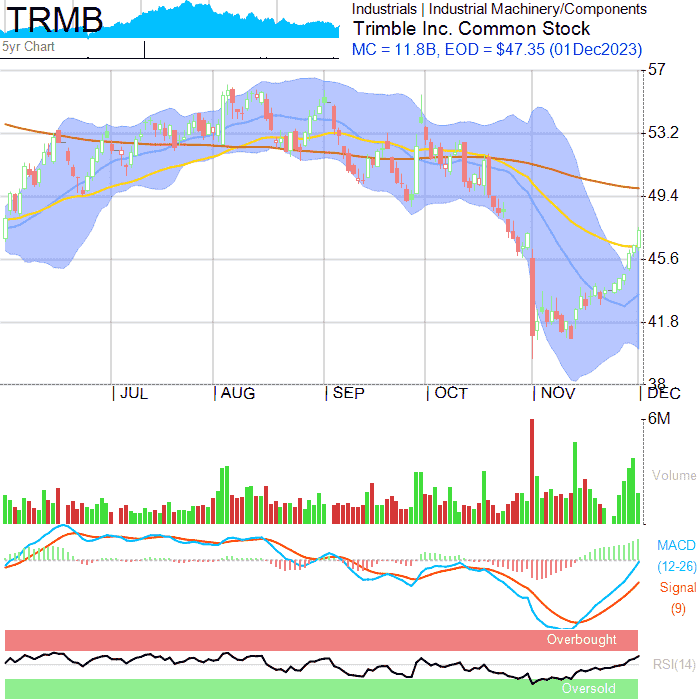 TRMB
5yr Chart
Industrials | Industrial Machinery/Components
Trimble Inc. Common Stock
MC = 11.8B, EOD = $47.35 (01Dec2023)
57
53.2
49.4
45.6
41.8
38
JUL AUG SEP OCT NOV DEC
6M
Volume
MACD
(12-26)
Signal
(9)
Overbought
RSI(14)
Oversold